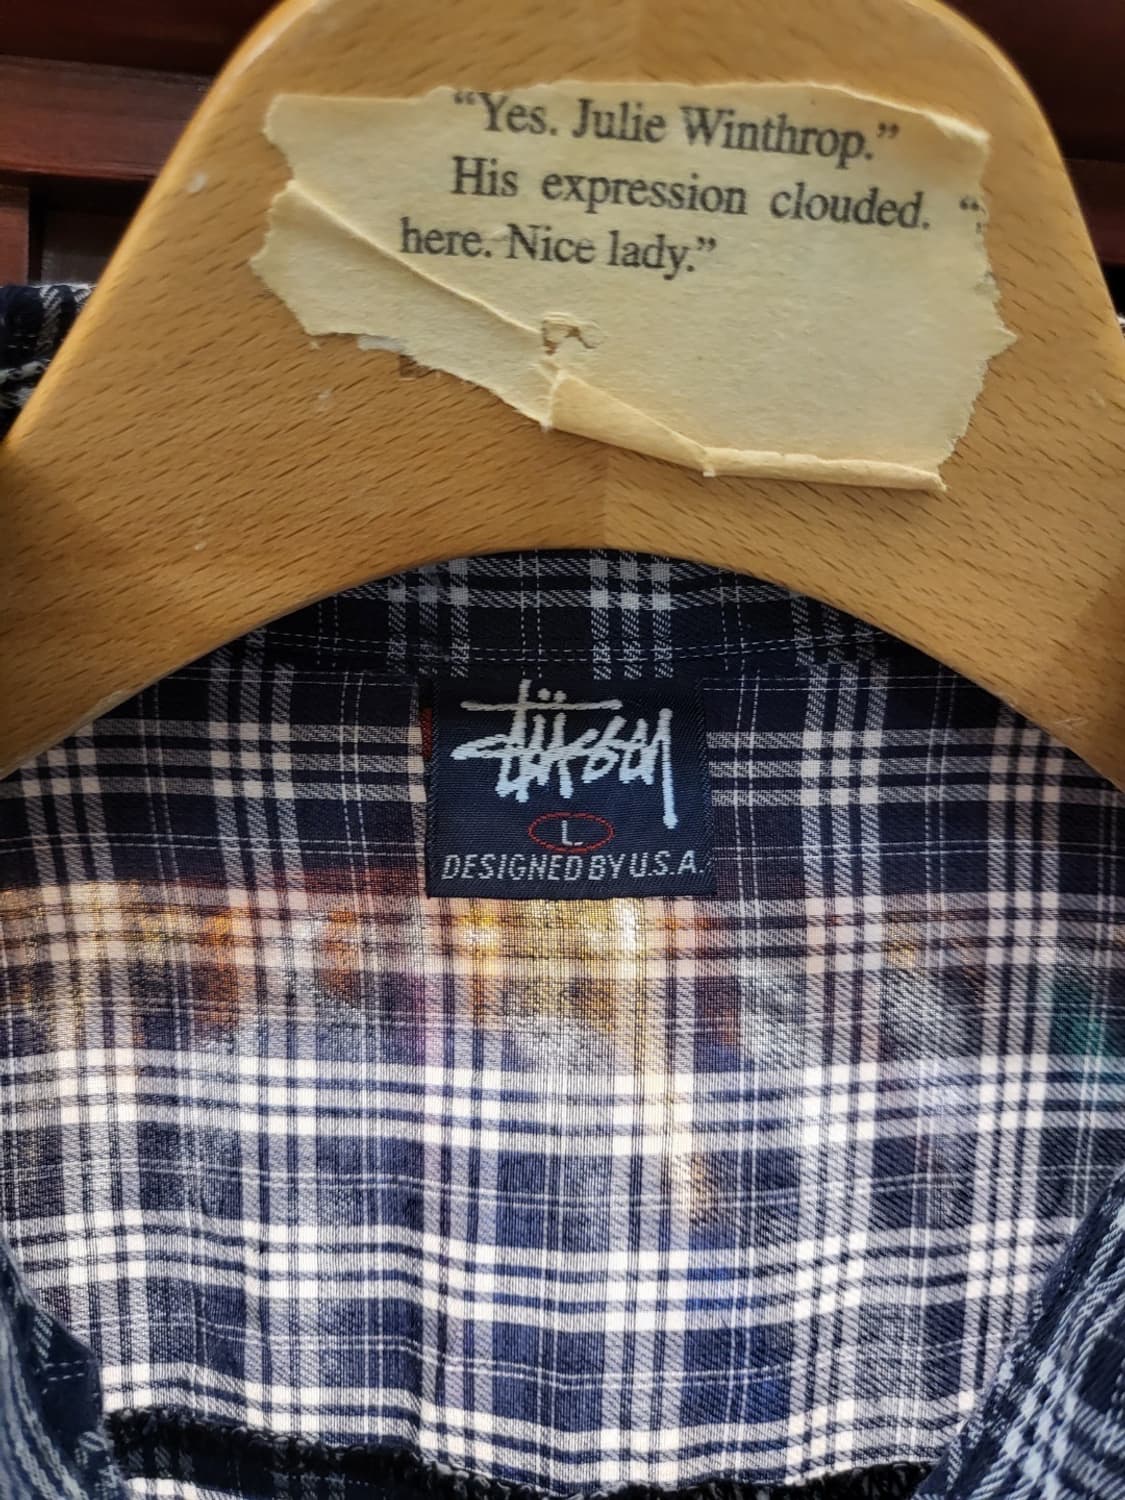 “Yes. Julie Winthrop.”
His expression clouded. “
here. Nice lady.”
Stüssy
L.
DESIGNED BY U.S.A.